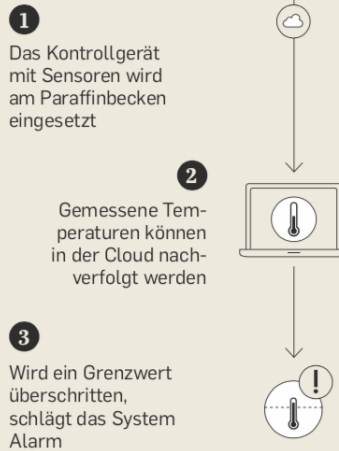 1
Das Kontrollgerät
mit Sensoren wird
am Paraffinbecken
eingesetzt
2
Gemessene Tem-
peraturen können
in der Cloud nach-
verfolgt werden
3
Wird ein Grenzwert
überschritten,
schlägt das System
Alarm
!